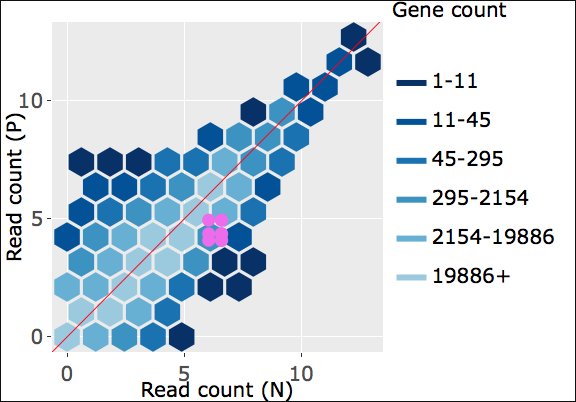 Gene count
1-11
11-45
45-295
295-2154
2154-19886
19886+
Read count (P)
10
5
0
0 5 10
Read count (N)